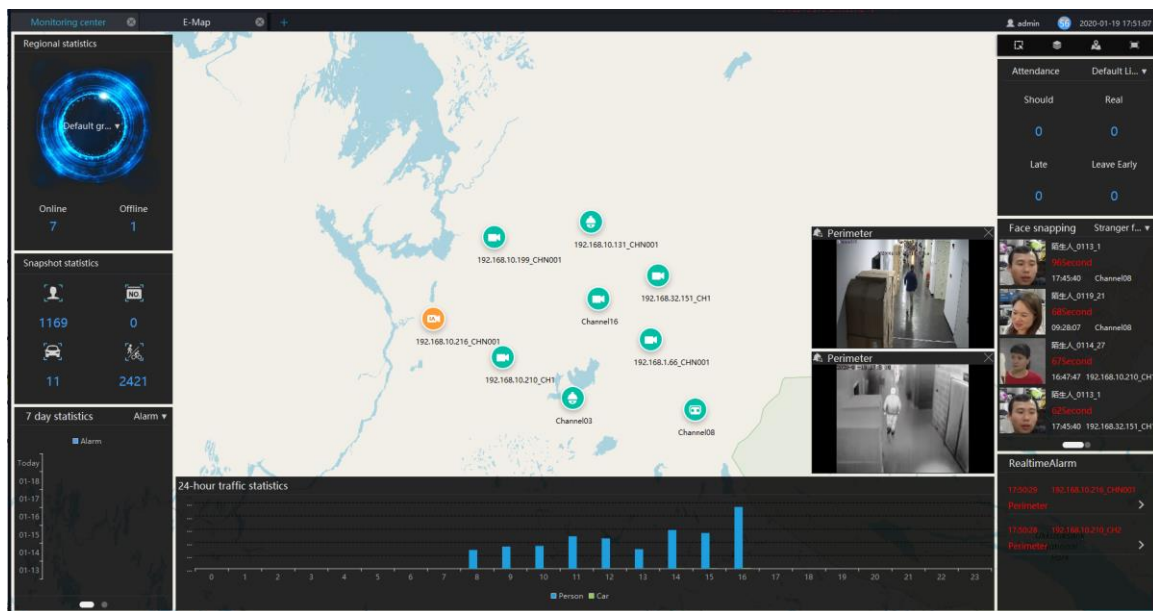 Monitoring center
E-Map
admin
56
2020-01-19 17:51:07
Regional statistics
Default gr...
Online
Offline
7
1
Snapshot statistics
NO
1169
0
11
2421
7 day statistics
Alarm
Alarm
Today
01-18
01-17
01-16
01-15
01-14
01-13
192.168.10.131_CHN001
192.168.10.199_CHN001
192.168.32.151_CH1
Channel16
192.168.10.216_CHN001
192.168.1.66_CHN001
192.168.10.210_CH1
Channel03
Channel08
Perimeter
Perimeter
24-hour traffic statistics
...
...
...
...
...
...
0 1 2 3 4 5 6 7 8 9 10 11 12 13 14 15 16 17 18 19 20 21 22 23
Person
Car
Attendance
Default Li...
Should
Real
0
0
Late
Leave Early
0
0
Face snapping
Stranger f...
陌生人_0113_1
96Second
17:45:40 Channel08
陌生人_0119_21
68Second
09:28:07 Channel08
陌生人_0114_27
67Second
16:47:47 192.168.10.210_CH1
陌生人_0113_1
62Second
17:45:40 192.168.32.151_CH1
RealtimeAlarm
17:50:29 192.168.10.216_CHN001
Perimeter
17:50:28 192.168.10.210_CH2
Perimeter